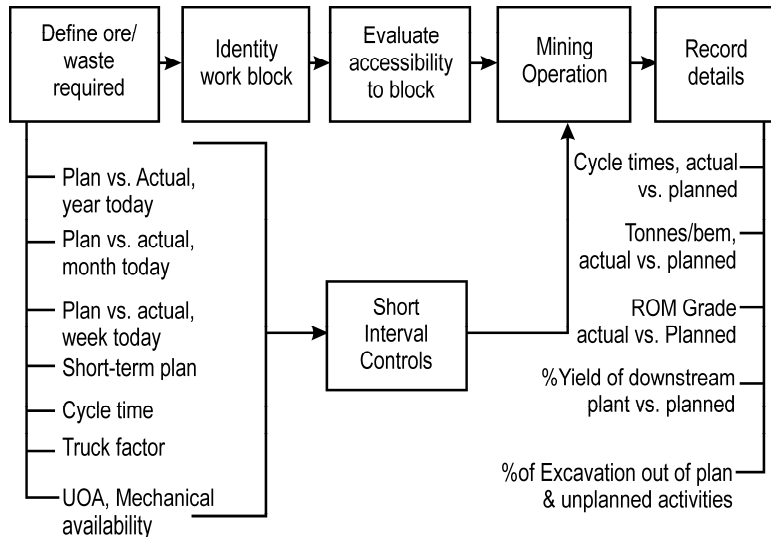 Define ore/
waste
required
Identity
work block
Evaluate
accessibility
to block
Mining
Operation
Record
details
Plan vs. Actual,
year today
Plan vs. actual,
month today
Plan vs. actual,
week today
Short-term plan
Cycle time
Truck factor
UOA, Mechanical
availability
Short
Interval
Controls
Cycle times, actual
vs. planned
Tonnes/bem,
actual vs. planned
ROM Grade
actual vs. Planned
%Yield of downstream
plant vs. planned
%of Excavation out of plan
& unplanned activities